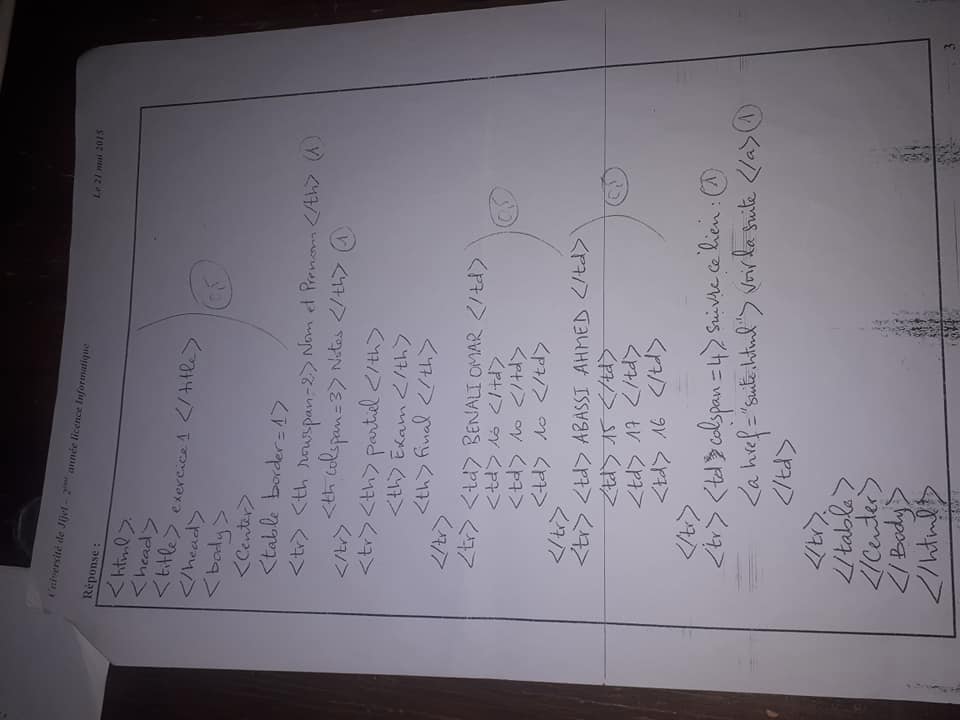 Université de Jijel – 2ème année licence Informatique
Le 21 mai 2015
Réponse :
<html>.
<head>
<title> exercice 1 </title>
</head>
0,5
<body>
<Center>
<table border=1>
<tr> <th rowspan=2> Nom et Prenom </th> 1
<th colspan=3> Notes </th> 1
</tr>
<tr> <th> partiel </th>
<th> Exam </th>
<th> final </th>
</tr>
<tr> <td> BENALI OMAR </td>
<td> 10 </td>
0,5
<td> 10 </td>
<td> 10 </td>
</tr>
<tr> <td> ABASSI AHMED </td>
<td> 15 </td>
0,5
<td> 17 </td>
<td> 16 </td>
</tr>
<tr> <td colspan=4> Suivre ce lien : 1
<a href="suite.html"> voir la suite </a> 1
</td>
</tr>.
</table>
</Center>
</Body>
</html>
3